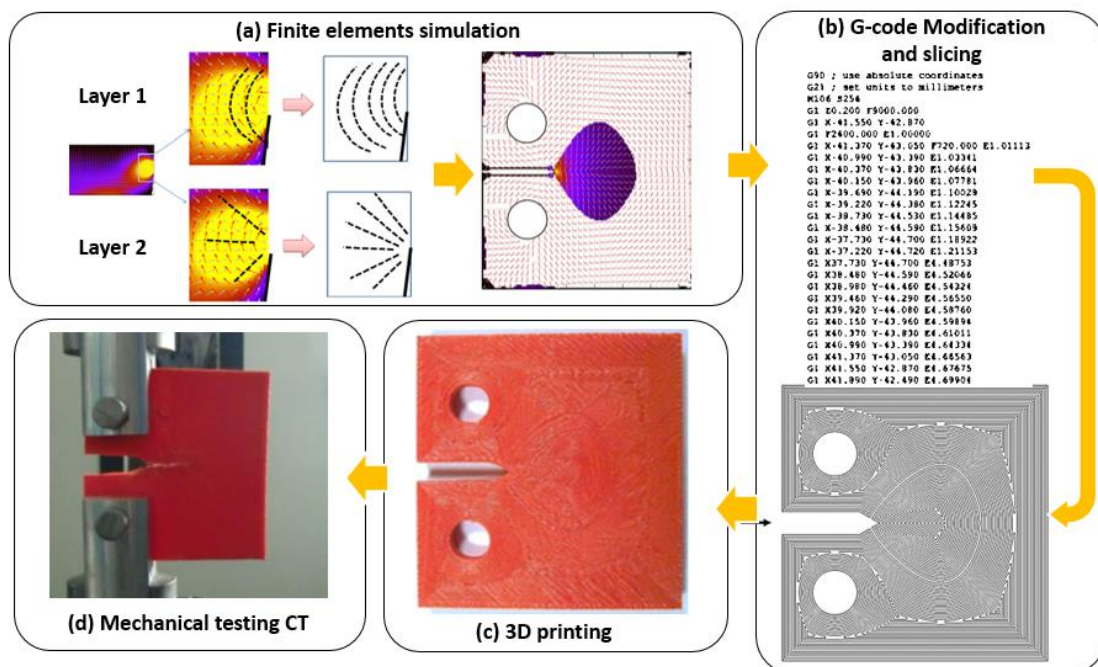 (a) Finite elements simulation
Layer 1
Layer 2
(b) G-code Modification
and slicing
G90 ; use absolute coordinates
G21 ; set units to millimeters
M106 S254
G1 Z0.200 F9000.000
G1 X-41.550 Y-42.870
G1 F2400.000 E1.00000
G1 X-41.370 Y-43.050 F720.000 E1.01113
G1 X-40.990 Y-43.390 E1.03341
G1 X-40.370 Y-43.830 E1.06664
G1 X-40.150 Y-43.960 E1.07781
G1 X-39.690 Y-44.190 E1.10029
G1 X-39.220 Y-44.380 E1.12245
G1 X-38.730 Y-44.530 E1.14485
G1 X-38.480 Y-44.590 E1.15609
G1 X-37.730 Y-44.700 E1.18922
G1 X-37.220 Y-44.720 E1.21153
G1 X37.730 Y-44.700 E4.48753
G1 X38.480 Y-44.590 E4.52066
G1 X38.980 Y-44.460 E4.54324
G1 X39.460 Y-44.290 E4.56550
G1 X39.920 Y-44.080 E4.58760
G1 X40.150 Y-43.960 E4.59894
G1 X40.370 Y-43.830 E4.61011
G1 X40.990 Y-43.390 E4.64334
G1 X41.370 Y-43.050 E4.66563
G1 X41.550 Y-42.870 E4.67675
G1 X41.890 Y-42.490 E4.69904
(d) Mechanical testing CT
(c) 3D printing